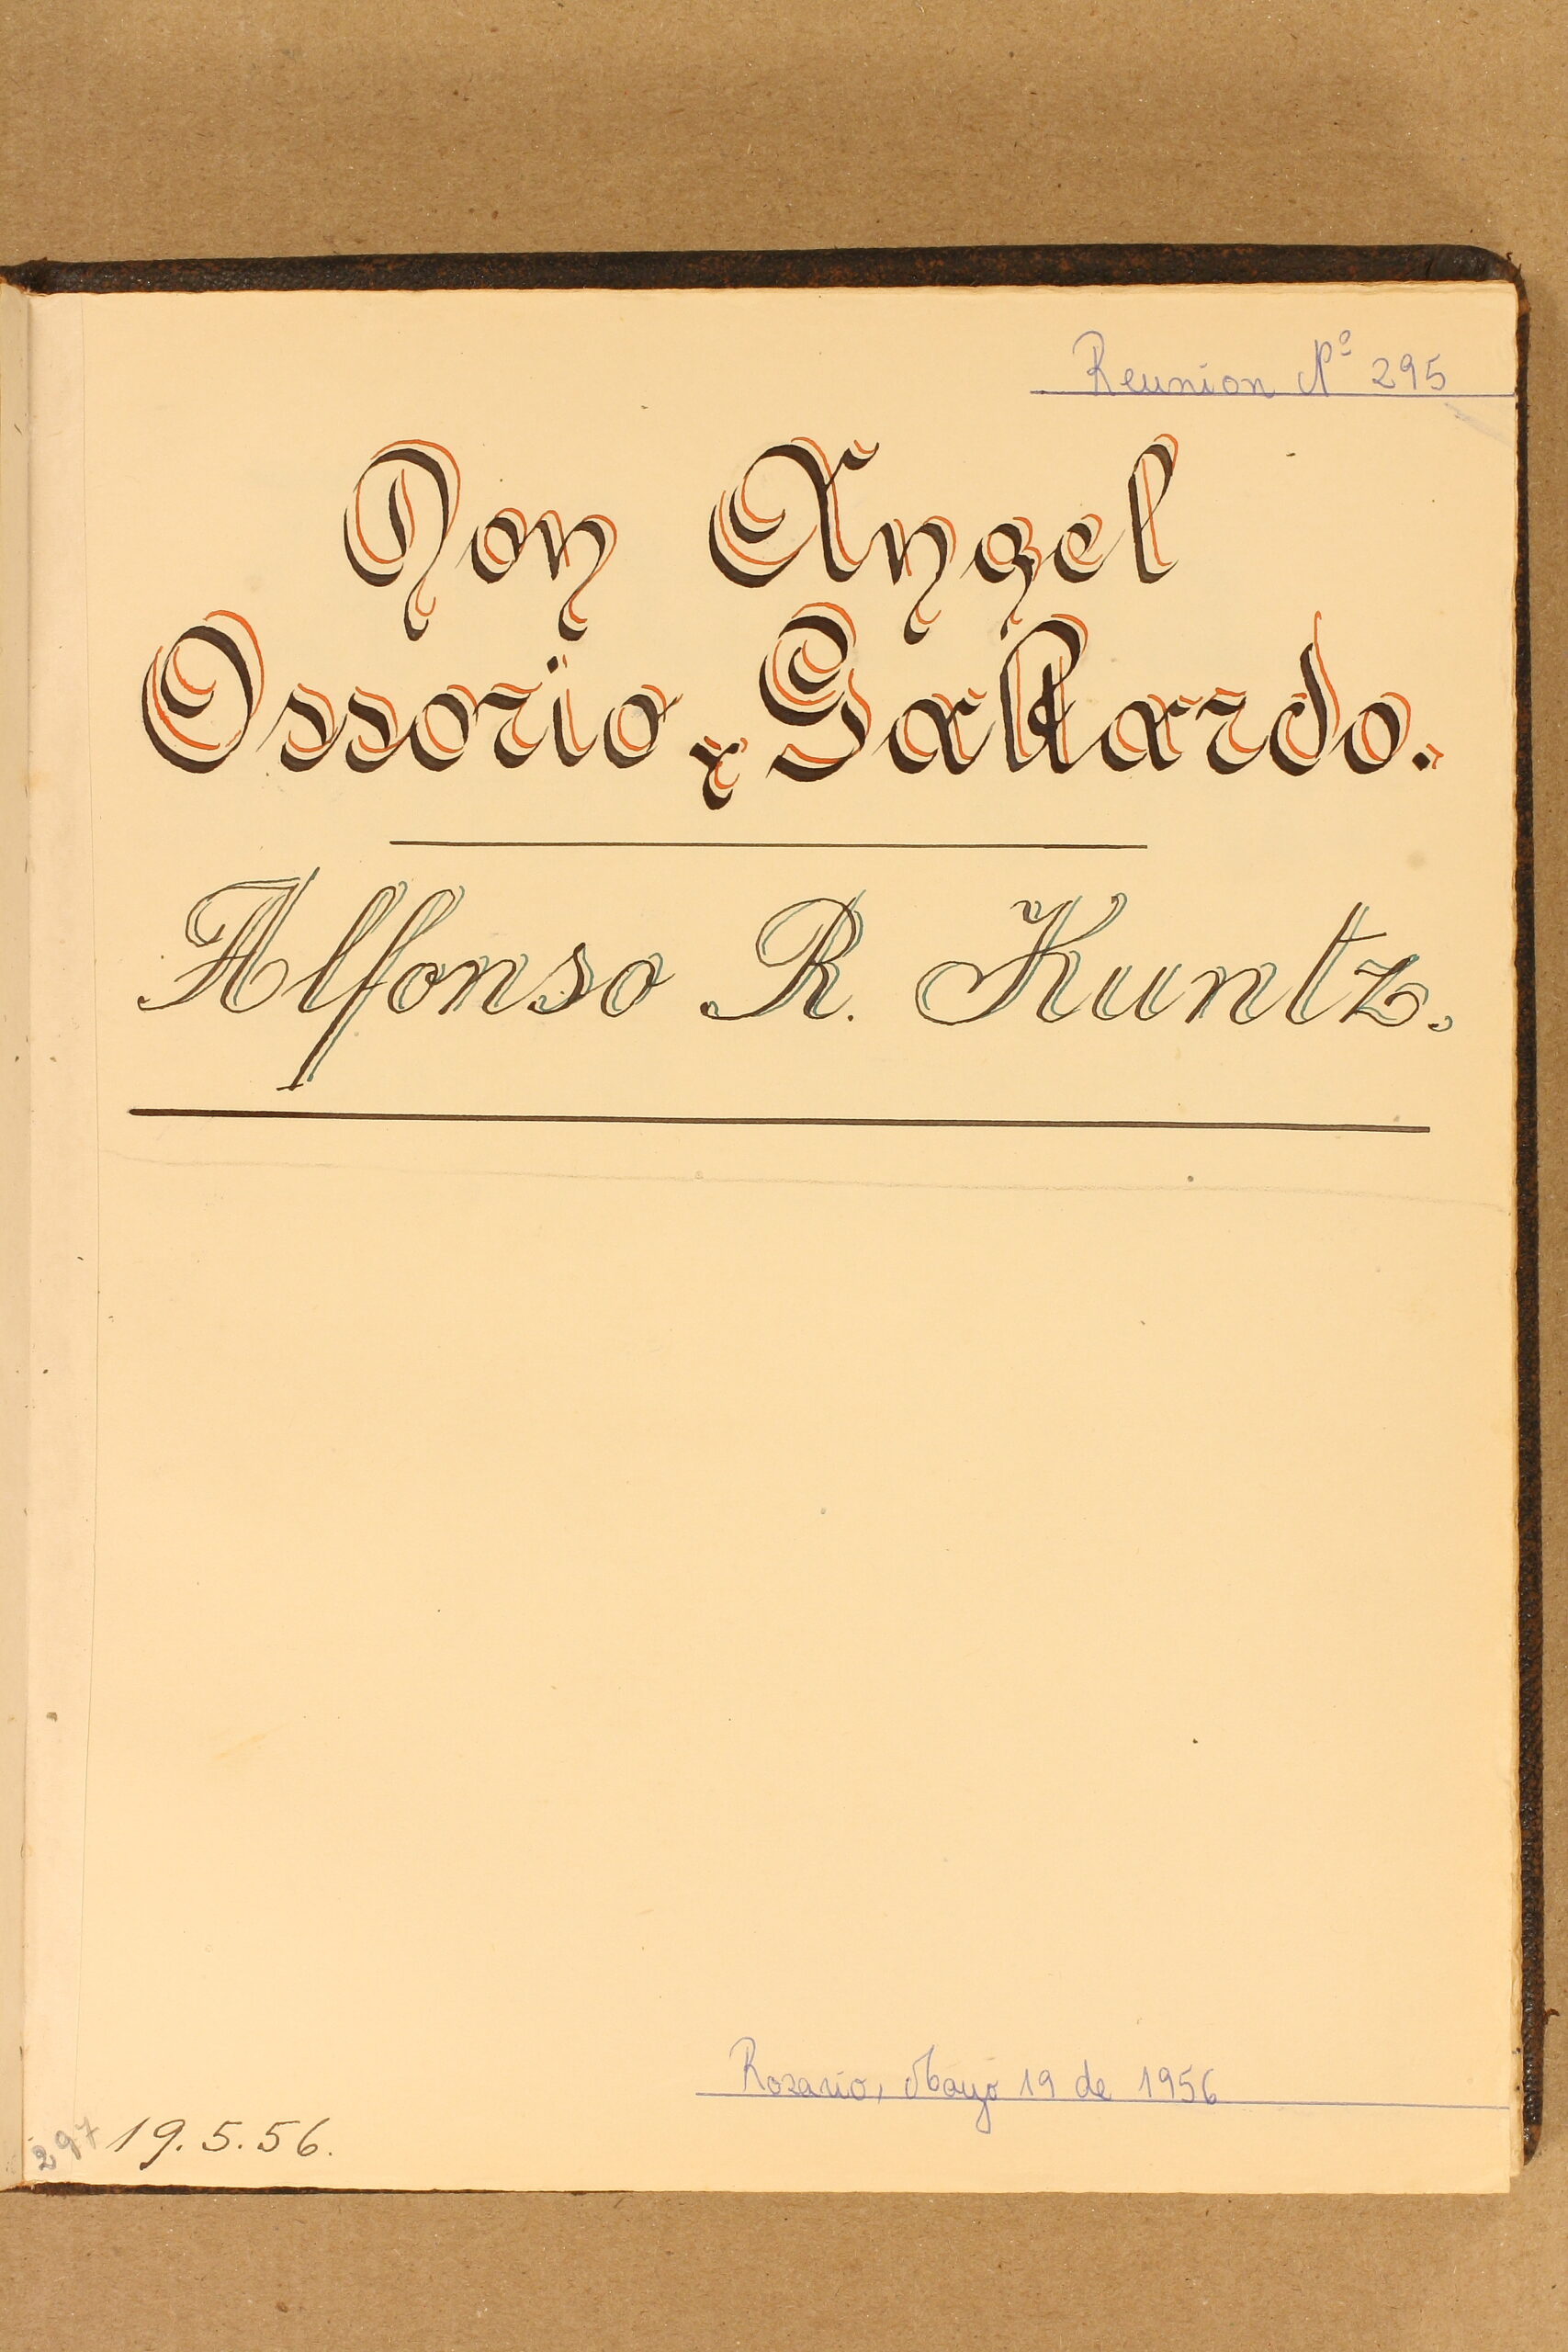 Reunion Nº 295
Don Angel
Ossorio y Gallardo.
Alfonso R. Kuntz.
Rosario, Mayo 19 de 1956
297 19.5.56.